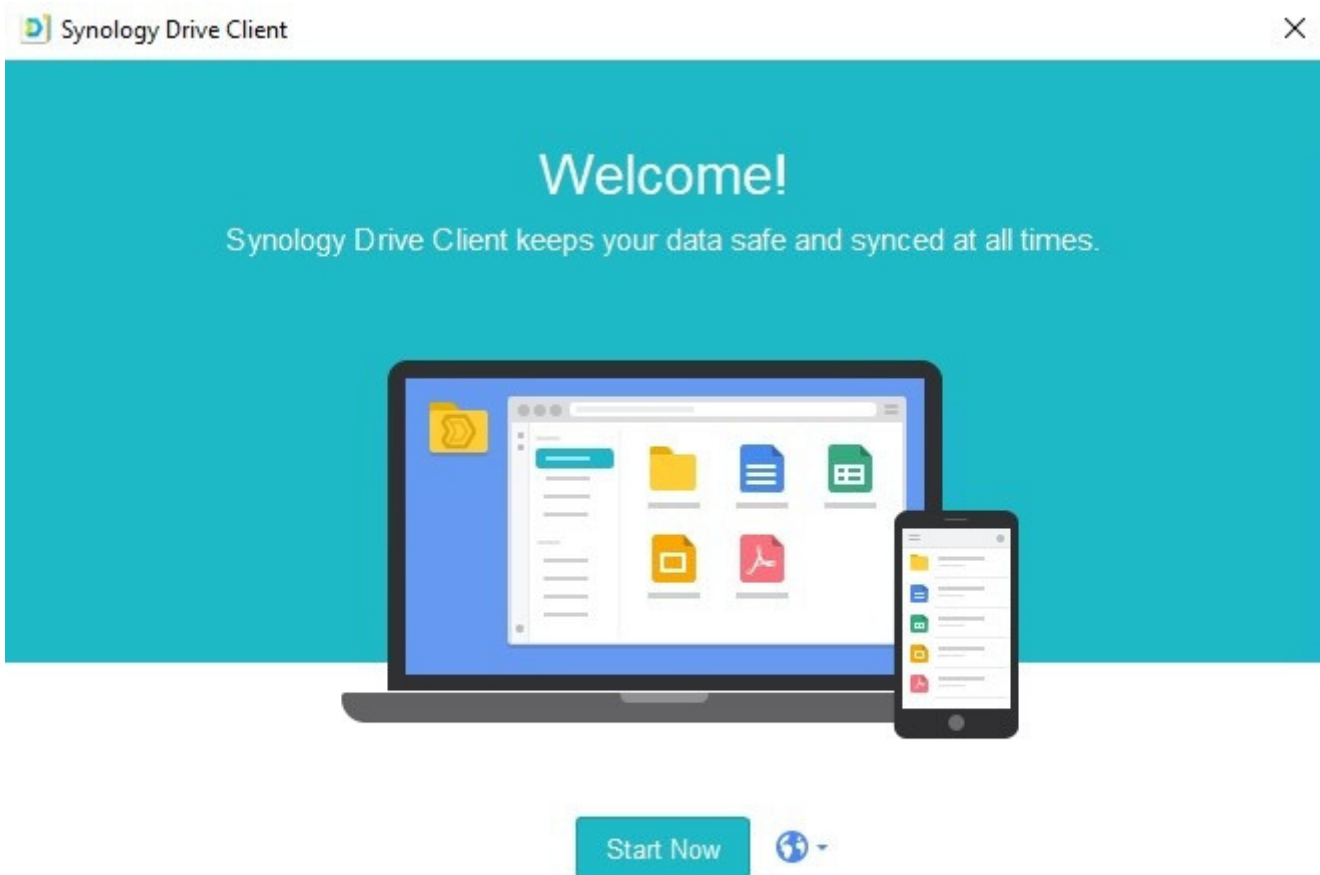 Synology Drive Client
Welcome!
Synology Drive Client keeps your data safe and synced at all times.
Start Now